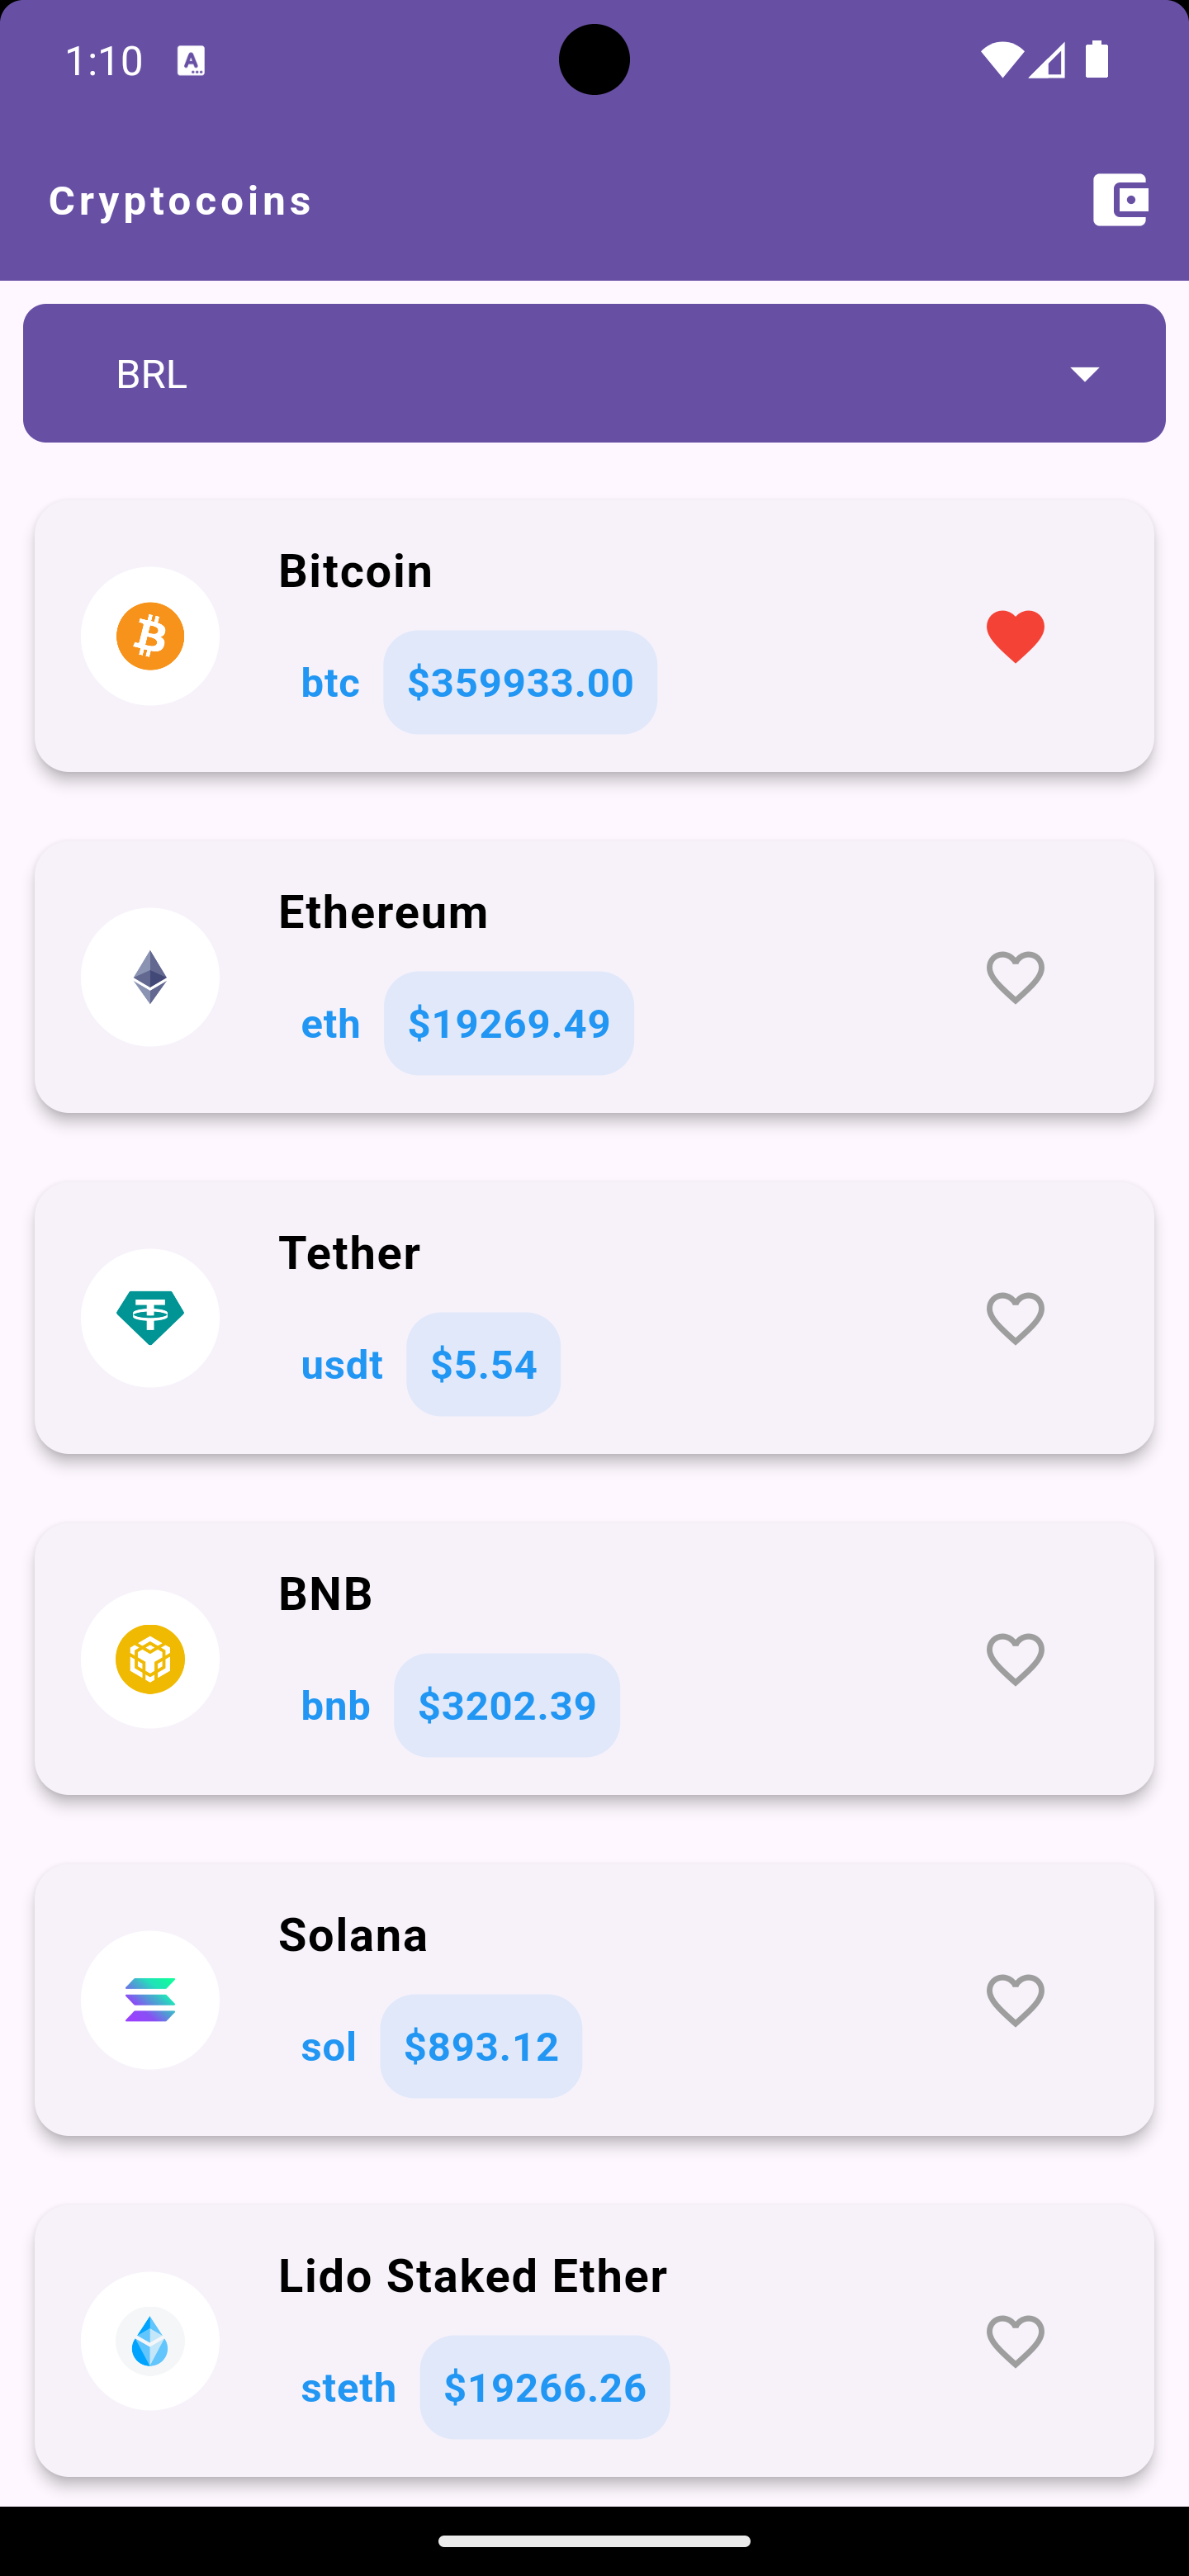 1:10
Cryptocoins
BRL
Bitcoin
btc $359933.00
Ethereum
eth $19269.49
Tether
usdt $5.54
BNB
bnb $3202.39
Solana
sol $893.12
Lido Staked Ether
steth $19266.26